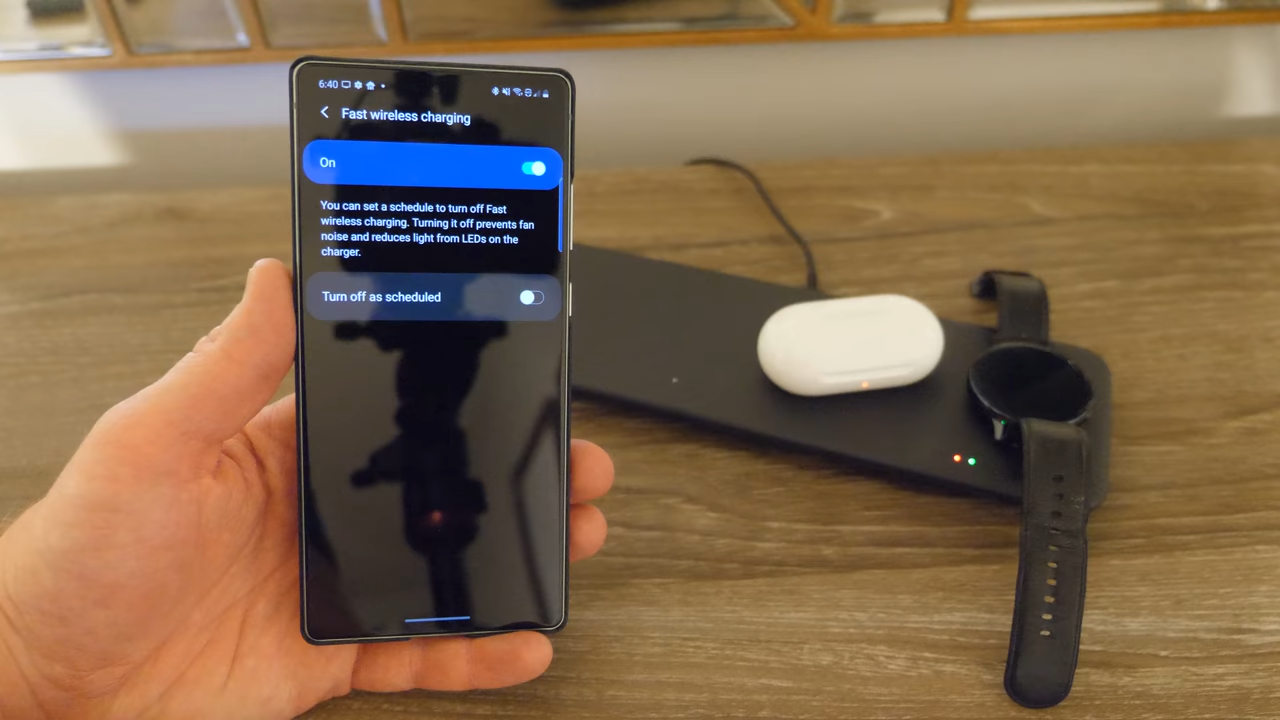 6:40
Fast wireless charging
On
You can set a schedule to turn off Fast
wireless charging. Turning it off prevents fan
noise and reduces light from LEDs on the
charger.
Turn off as scheduled